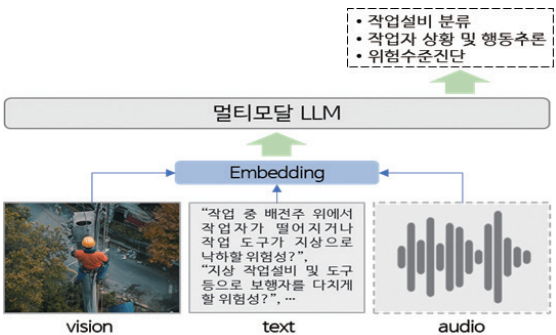 • 작업설비 분류
• 작업자 상황 및 행동추론
• 위험수준진단
멀티모달 LLM
Embedding
“작업 중 배전주 위에서
작업자가 떨어지거나
작업 도구가 지상으로
낙하할 위험성?”,
“지상 작업설비 및 도구
등으로 보행자를 다치게
할 위험성?”, …
vision
text
audio